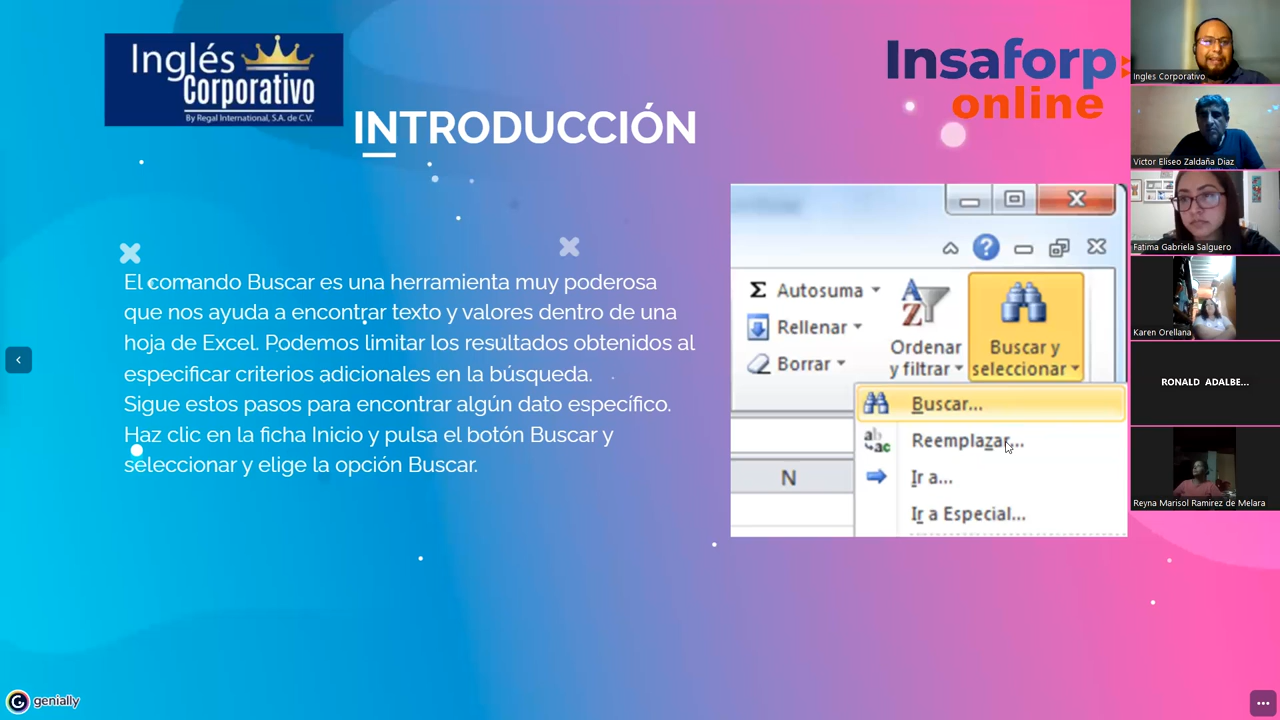 Inglés
Corporativo
By Regal International, S.A. de C.V.
Insaforp
online
INTRODUCCIÓN
El comando Buscar es una herramienta muy poderosa
que nos ayuda a encontrar texto y valores dentro de una
hoja de Excel. Podemos limitar los resultados obtenidos al
especificar criterios adicionales en la búsqueda.
Sigue estos pasos para encontrar algún dato específico.
Haz clic en la ficha Inicio y pulsa el botón Buscar y
seleccionar y elige la opción Buscar.
Σ Autosuma
Rellenar
Borrar
Ordenar
y filtrar
Buscar y
seleccionar
Buscar...
Reemplazar...
Ir a...
Ir a Especial...
N
Ingles Corporativo
Victor Eliseo Zaldaña Diaz
Fatima Gabriela Salguero
Karen Orellana
RONALD ADALBE...
Reyna Marisol Ramirez de Melara
genially